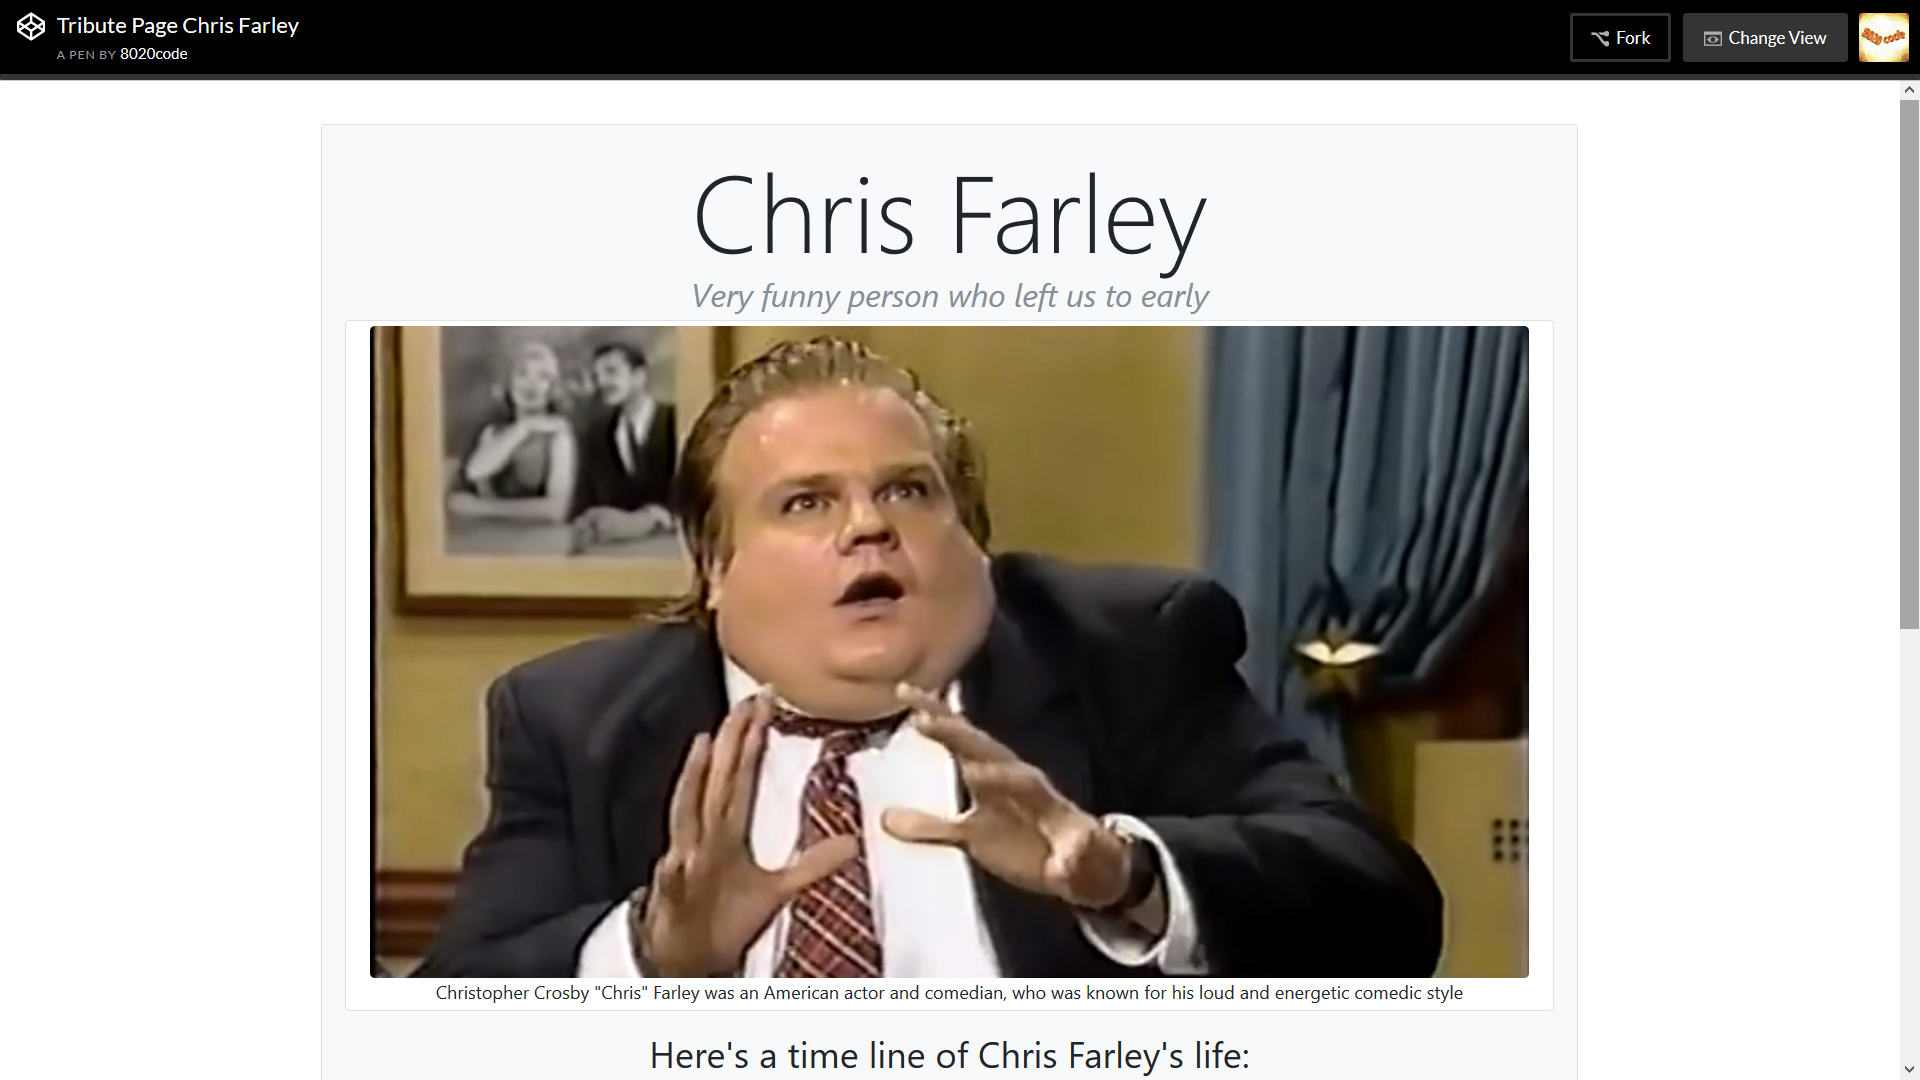 Tribute Page Chris Farley
A PEN BY 8020code
Fork
Change View
8020 code
Chris Farley
Very funny person who left us to early
Christopher Crosby "Chris" Farley was an American actor and comedian, who was known for his loud and energetic comedic style
Here's a time line of Chris Farley's life: